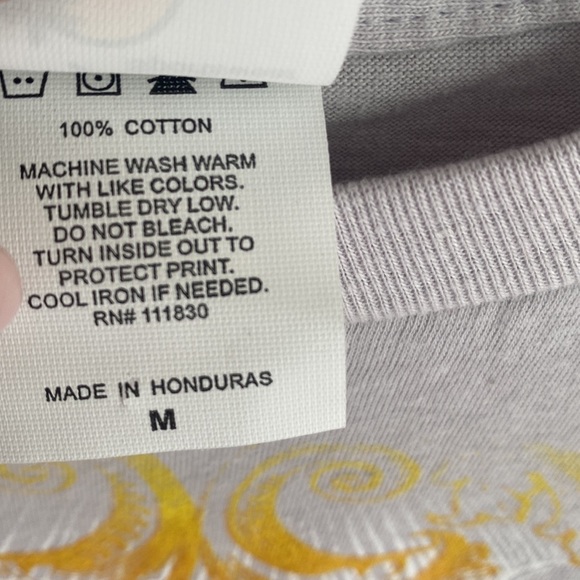 100% COTTON
MACHINE WASH WARM
WITH LIKE COLORS.
TUMBLE DRY LOW.
DO NOT BLEACH.
TURN INSIDE OUT TO
PROTECT PRINT.
COOL IRON IF NEEDED.
RN# 111830
MADE IN HONDURAS
M